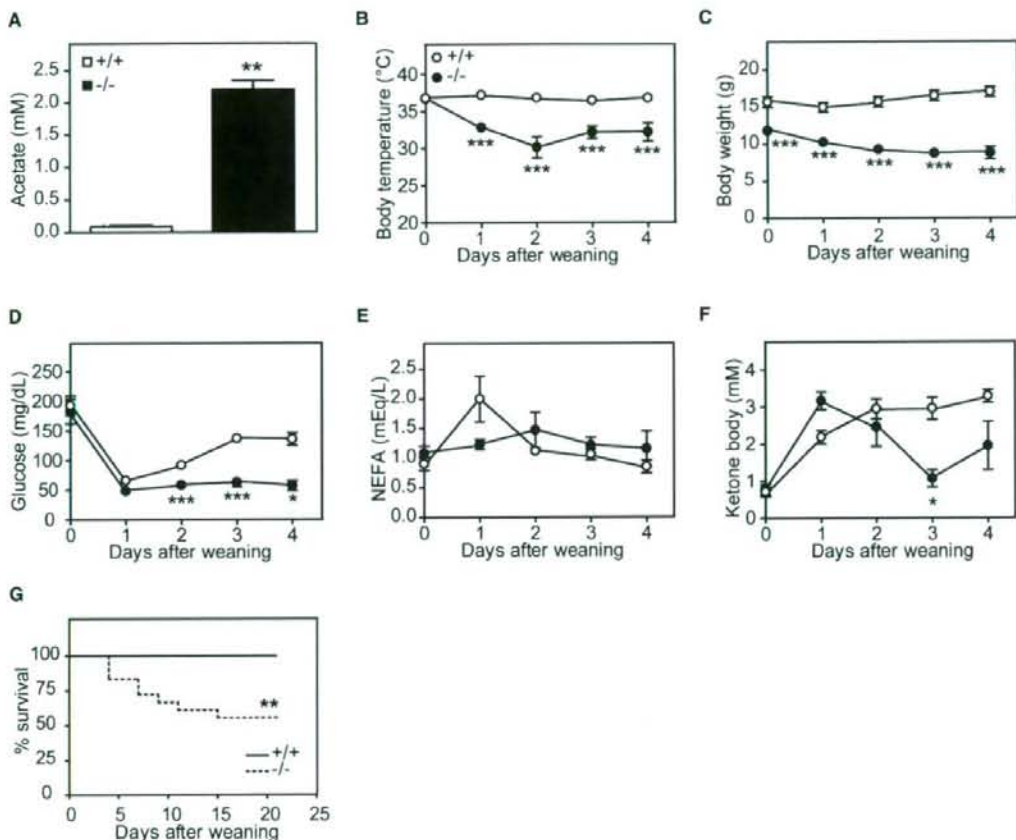 A
+/+
-/-
**
Acetate (mM)
2.5
2.0
1.5
1.0
0.5
0.0
B
+/+
-/-
Body temperature (°C)
40
35
30
25
20
***
***
***
***
0 1 2 3 4
Days after weaning
C
Body weight (g)
20
15
10
5
0
***
***
***
***
***
0 1 2 3 4
Days after weaning
D
Glucose (mg/dL)
250
200
150
100
50
0
***
***
*
0 1 2 3 4
Days after weaning
E
NEFA (mEq/L)
2.5
2.0
1.5
1.0
0.5
0.0
0 1 2 3 4
Days after weaning
F
Ketone body (mM)
4
3
2
1
0
*
0 1 2 3 4
Days after weaning
G
% survival
100
75
50
25
0
**
+/+
-/-
0 5 10 15 20 25
Days after weaning